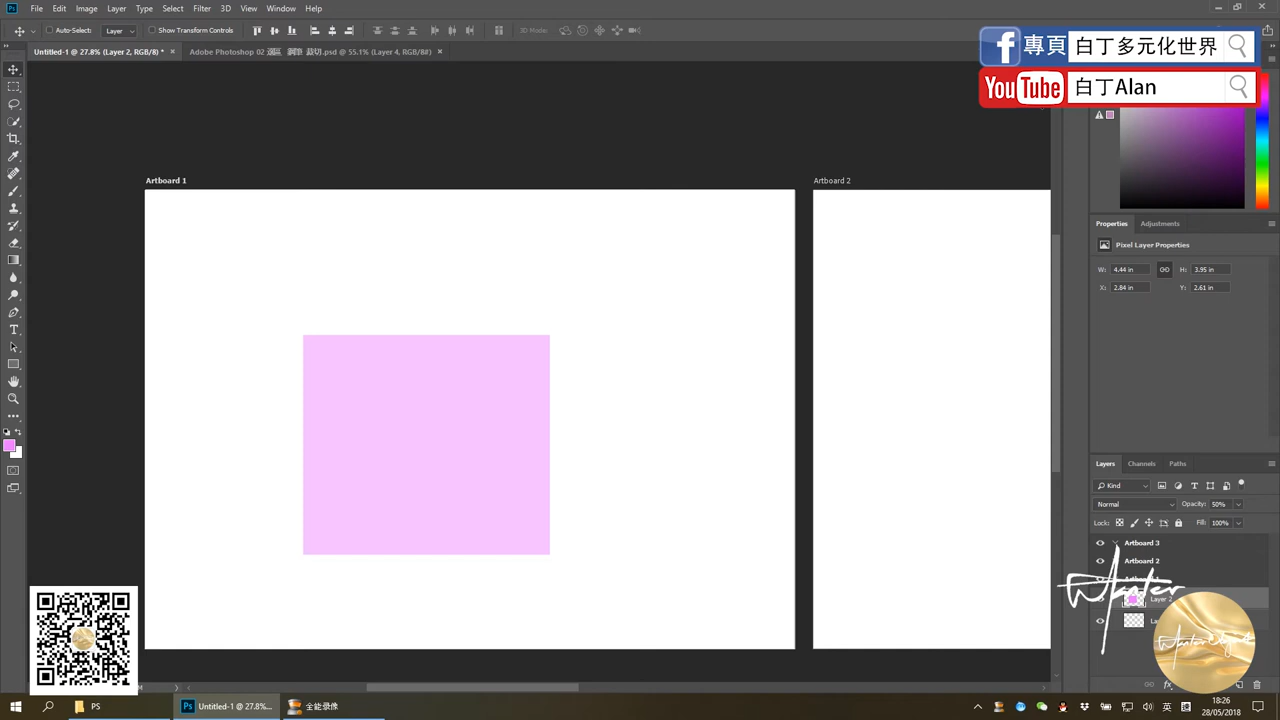 File Edit Image Layer Type Select Filter 3D View Window Help
Auto-Select: Layer Show Transform Controls 3D Mode:
Untitled-1 @ 27.8% (Layer 2, RGB/8) * × Adobe Photoshop 02 .psd @ 55.1% (Layer 4, RGB/8#) ×
專頁 白丁多元化世界
YouTube 白丁Alan
Artboard 1 Artboard 2
Properties Adjustments
Pixel Layer Properties
W: 4.44 in H: 3.95 in
X: 2.84 in Y: 2.61 in
Layers Channels Paths
Kind
Normal Opacity: 50%
Lock: Fill: 100%
Artboard 3
Artboard 2
Layer 2
PS Untitled-1 @ 27.8%... 全能录像
英
18:26
28/05/2018